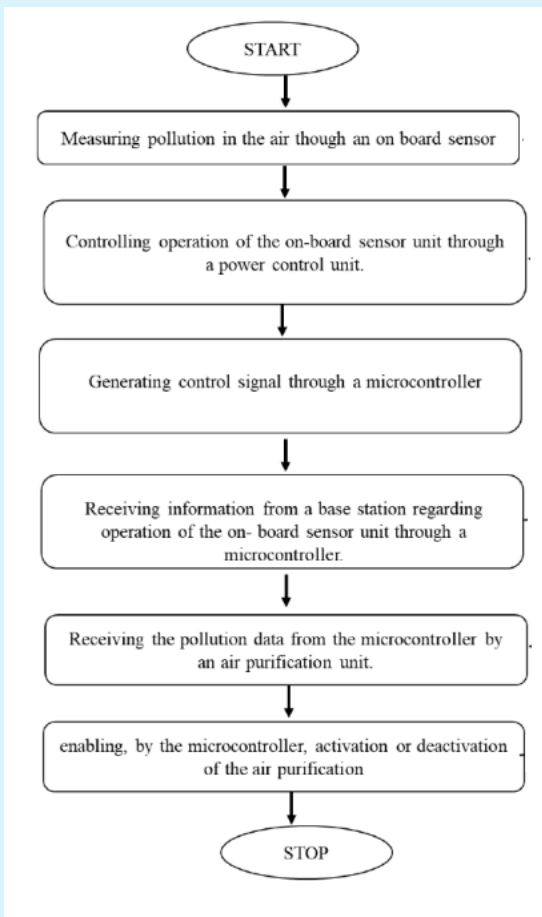 START
Measuring pollution in the air though an on board sensor
Controlling operation of the on-board sensor unit through
a power control unit.
Generating control signal through a microcontroller
Receiving information from a base station regarding
operation of the on- board sensor unit through a
microcontroller.
Receiving the pollution data from the microcontroller by
an air purification unit.
enabling, by the microcontroller, activation or deactivation
of the air purification
STOP